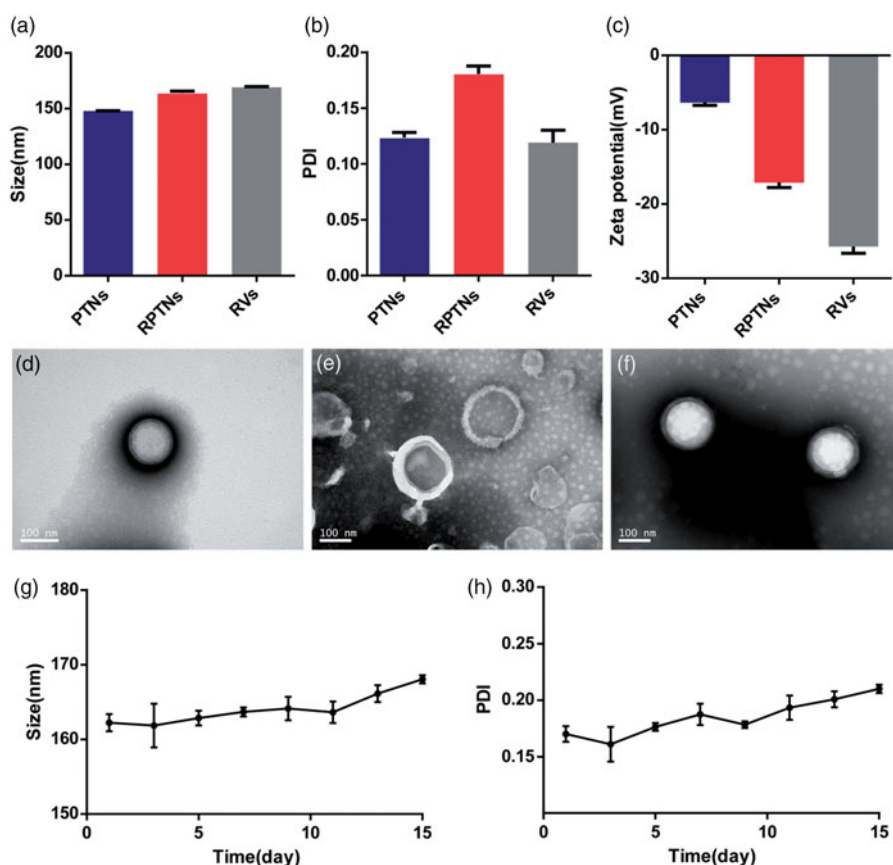 (a)
200
150
100
50
0
Size(nm)
PTNs
RPTNs
RVs
(b)
0.20
0.15
0.10
0.05
0.00
PDI
PTNs
RPTNs
RVs
(c)
0
-10
-20
-30
Zeta potential(mV)
PTNs
RPTNs
RVs
(d)
100 nm
(e)
100 nm
(f)
100 nm
(g)
180
170
160
150
Size(nm)
0
5
10
15
Time(day)
(h)
0.30
0.25
0.20
0.15
PDI
0
5
10
15
Time(day)